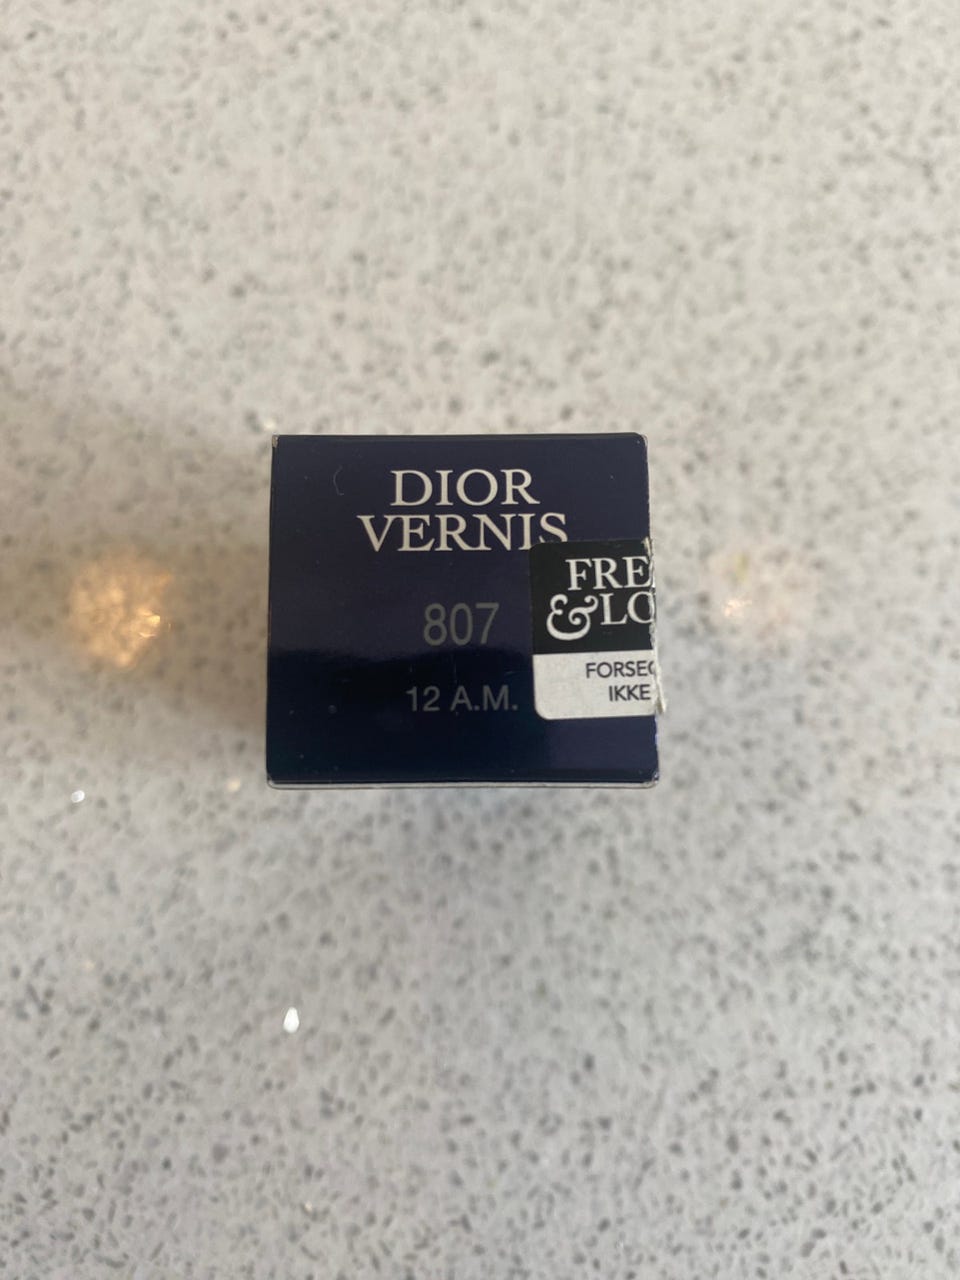 DIOR
VERNIS
807
12 A.M.
FRE
&LO
FORSEG
IKKE